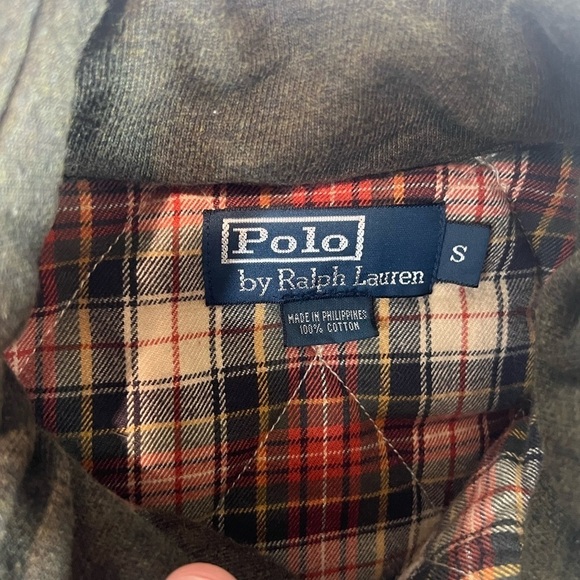 Polo
by Ralph Lauren
S
MADE IN PHILIPPINES
100% COTTON